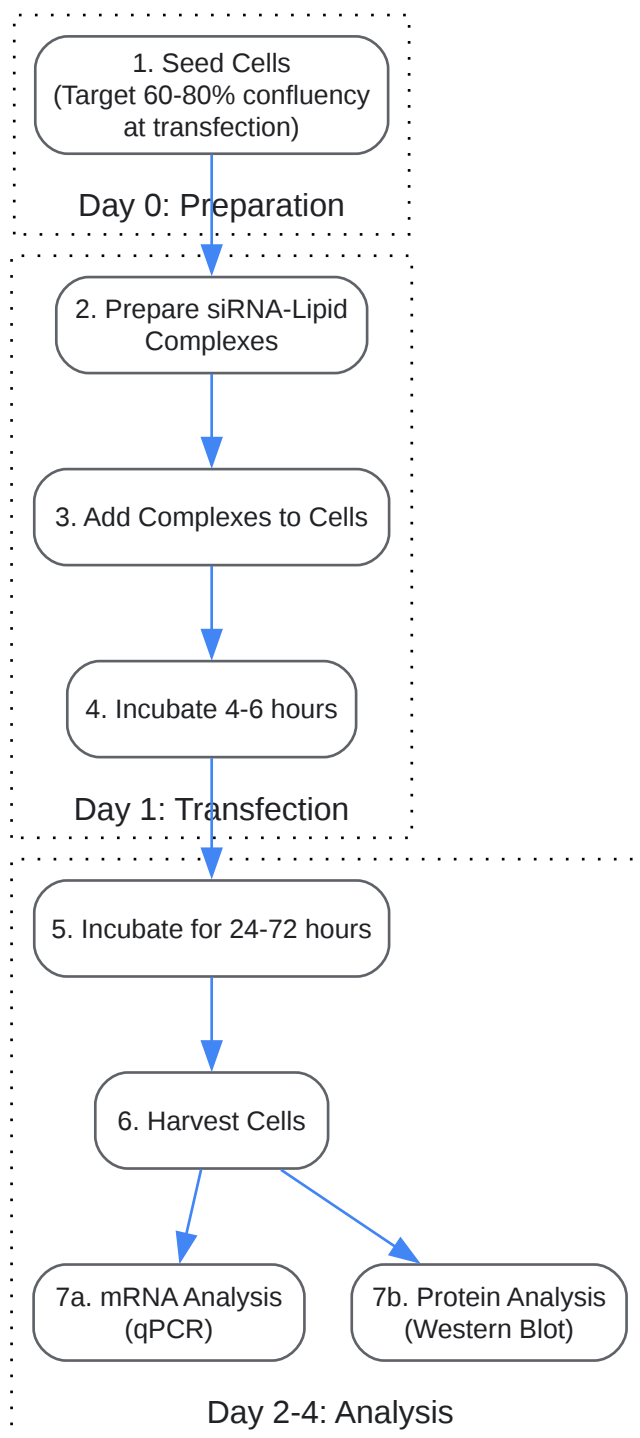 1. Seed Cells
(Target 60-80% confluency
at transfection)
Day 0: Preparation
2. Prepare siRNA-Lipid
Complexes
3. Add Complexes to Cells
4. Incubate 4-6 hours
Day 1: Transfection
5. Incubate for 24-72 hours
6. Harvest Cells
7a. mRNA Analysis
(qPCR)
7b. Protein Analysis
(Western Blot)
Day 2-4: Analysis